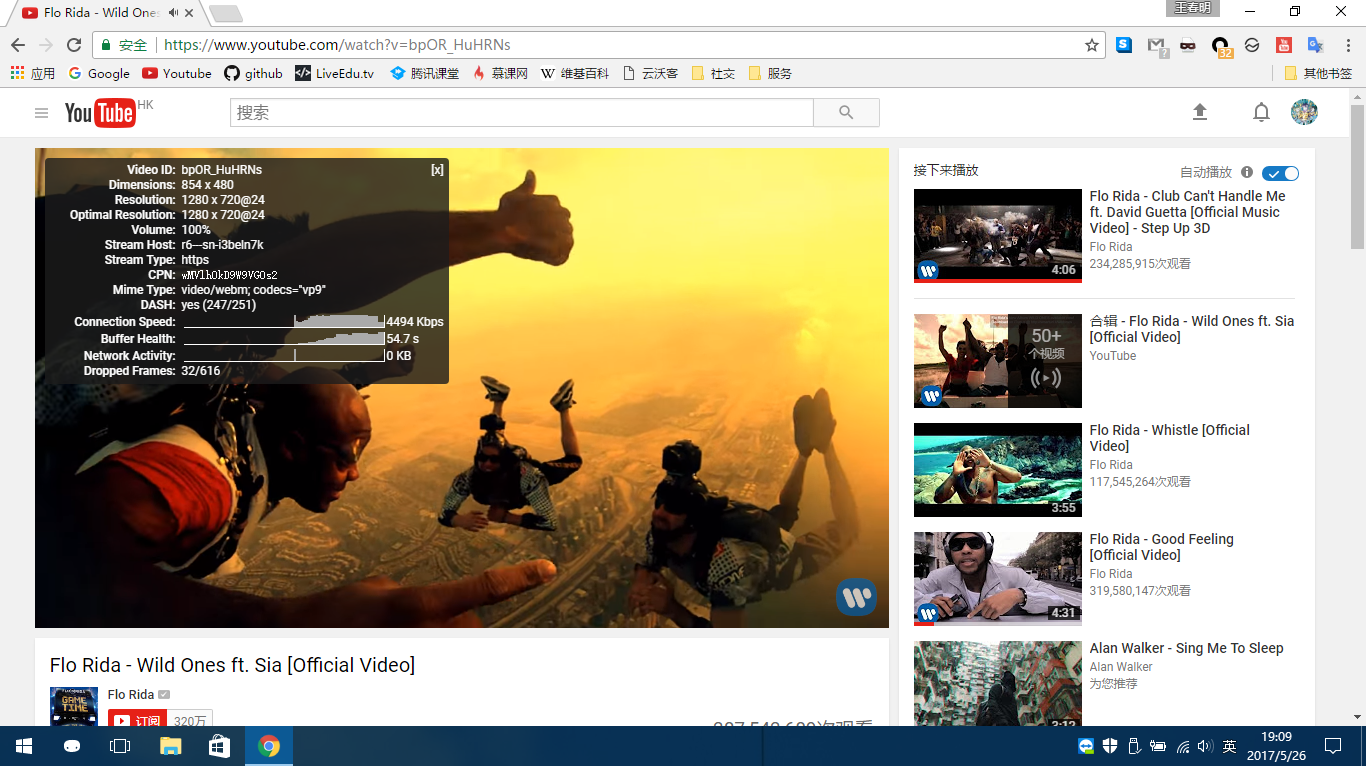 Flo Rida - Wild Ones
王春明
安全
https://www.youtube.com/watch?v=bpOR_HuHRNs
32
应用
Google
Youtube
github
LiveEdu.tv
腾讯课堂
慕课网
维基百科
云沃客
社交
服务
其他书签
YouTube HK
搜索
Video ID: bpOR_HuHRNs [x]
Dimensions: 854 x 480
Resolution: 1280 x 720@24
Optimal Resolution: 1280 x 720@24
Volume: 100%
Stream Host: r6---sn-i3beln7k
Stream Type: https
CPN: wMVlhOkD9W9VGOs2
Mime Type: video/webm; codecs="vp9"
DASH: yes (247/251)
Connection Speed: 4494 Kbps
Buffer Health: 54.7 s
Network Activity: 0 KB
Dropped Frames: 32/616
Flo Rida - Wild Ones ft. Sia [Official Video]
GAME
TIME
Flo Rida
订阅 320万
接下来播放
自动播放
4:06
Flo Rida - Club Can't Handle Me
ft. David Guetta [Official Music
Video] - Step Up 3D
Flo Rida
234,285,915次观看
50+
个视频
合辑 - Flo Rida - Wild Ones ft. Sia
[Official Video]
YouTube
3:55
Flo Rida - Whistle [Official
Video]
Flo Rida
117,545,264次观看
4:31
Flo Rida - Good Feeling
[Official Video]
Flo Rida
319,580,147次观看
3:12
Alan Walker - Sing Me To Sleep
Alan Walker
为您推荐
英
19:09
2017/5/26